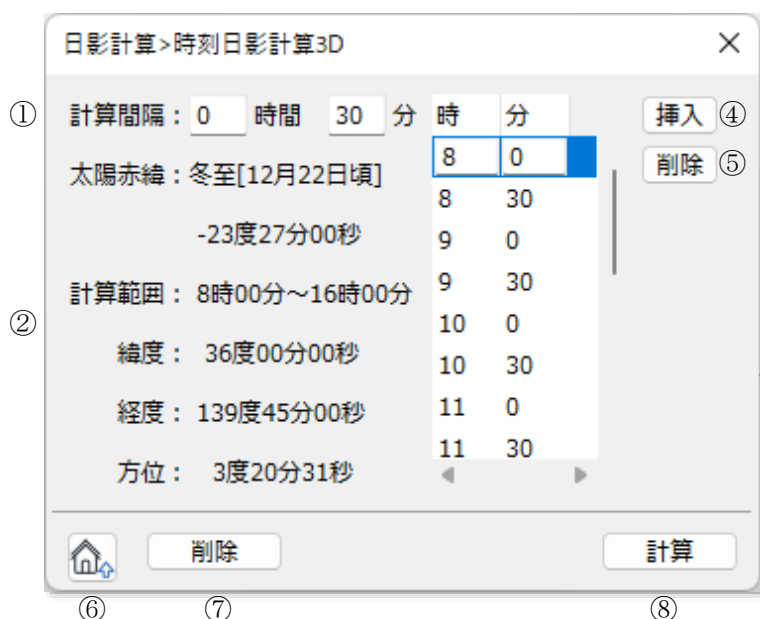 日影計算>時刻日影計算3D
① 計算間隔： 0 時間 30 分 時 分 挿入 ④
8 0 削除 ⑤
太陽赤緯：冬至[12月22日頃]
8 30
-23度27分00秒 9 0
計算範囲： 8時00分～16時00分 9 30
② 10 0
緯度： 36度00分00秒 10 30
経度： 139度45分00秒 11 0
方位： 3度20分31秒 11 30
削除 計算
⑥ ⑦ ⑧